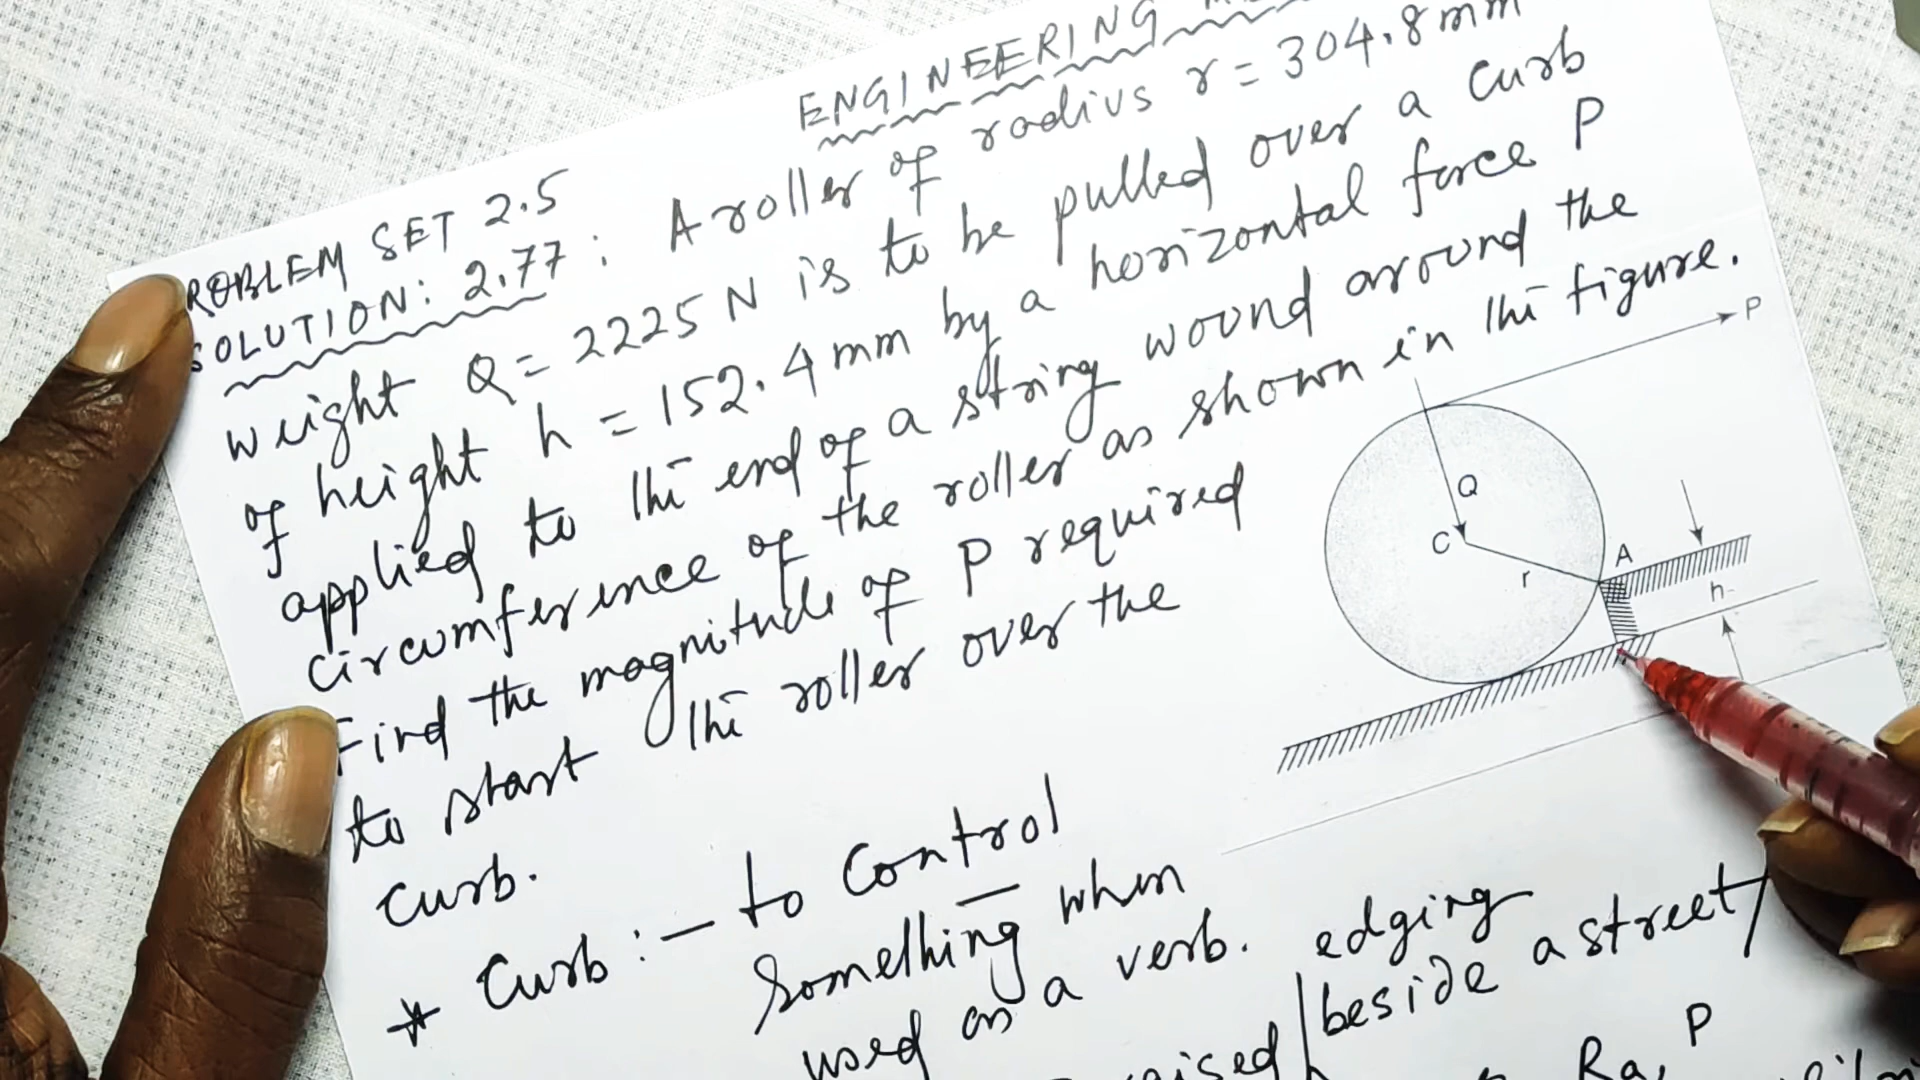 ENGINEERING
PROBLEM SET 2.5
SOLUTION: 2.77: A roller of radius r = 304.8 mm
weight Q = 2225 N is to be pulled over a curb
of height h = 152.4 mm by a horizontal force P
applied to the end of a string wound around the
circumference of the roller as shown in the figure.
Find the magnitude of P required
to start the roller over the
curb.
P
Q
C
r
A
h
* Curb :- to control
something when
used as a verb.
edging
beside a street/
raised
Ra, P